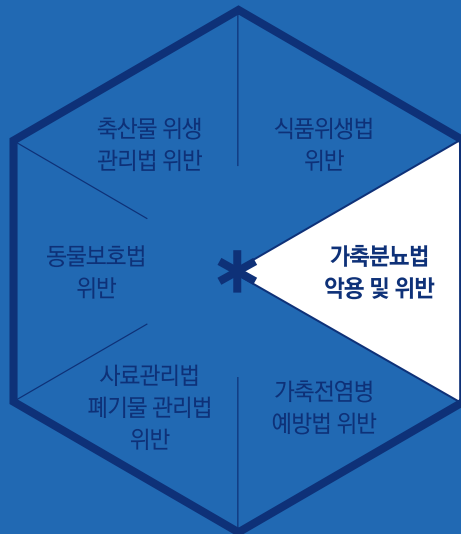 축산물 위생
관리법 위반
식품위생법
위반
동물보호법
위반
*
가축분뇨법
악용 및 위반
사료관리법
폐기물 관리법
위반
가축전염병
예방법 위반